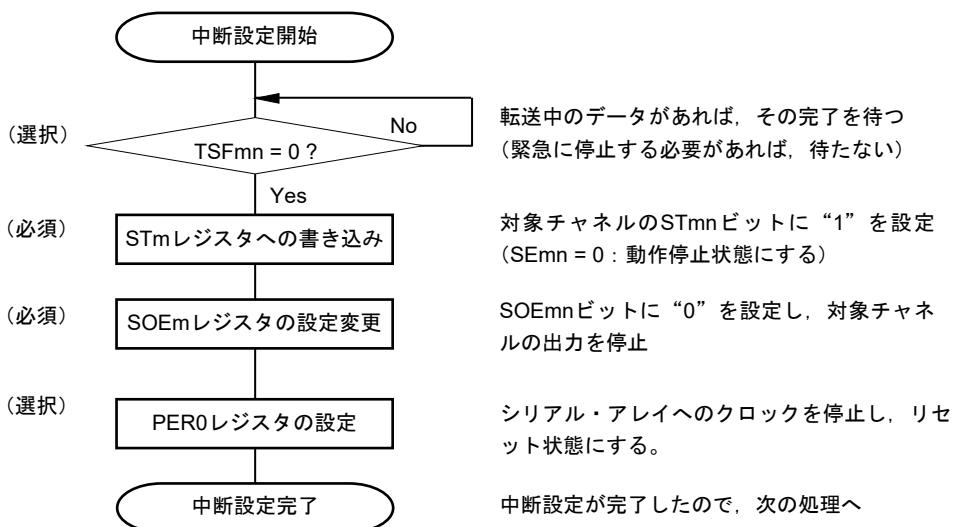 中断設定開始
（選択）
TSFmn = 0 ?
No
転送中のデータがあれば，その完了を待つ
（緊急に停止する必要があれば，待たない）
Yes
（必須）
STmレジスタへの書き込み
対象チャネルのSTmnビットに“1”を設定
（SEmn = 0：動作停止状態にする）
（必須）
SOEmレジスタの設定変更
SOEmnビットに“0”を設定し，対象チャネ
ルの出力を停止
（選択）
PER0レジスタの設定
シリアル・アレイへのクロックを停止し，リセ
ット状態にする。
中断設定完了
中断設定が完了したので，次の処理へ